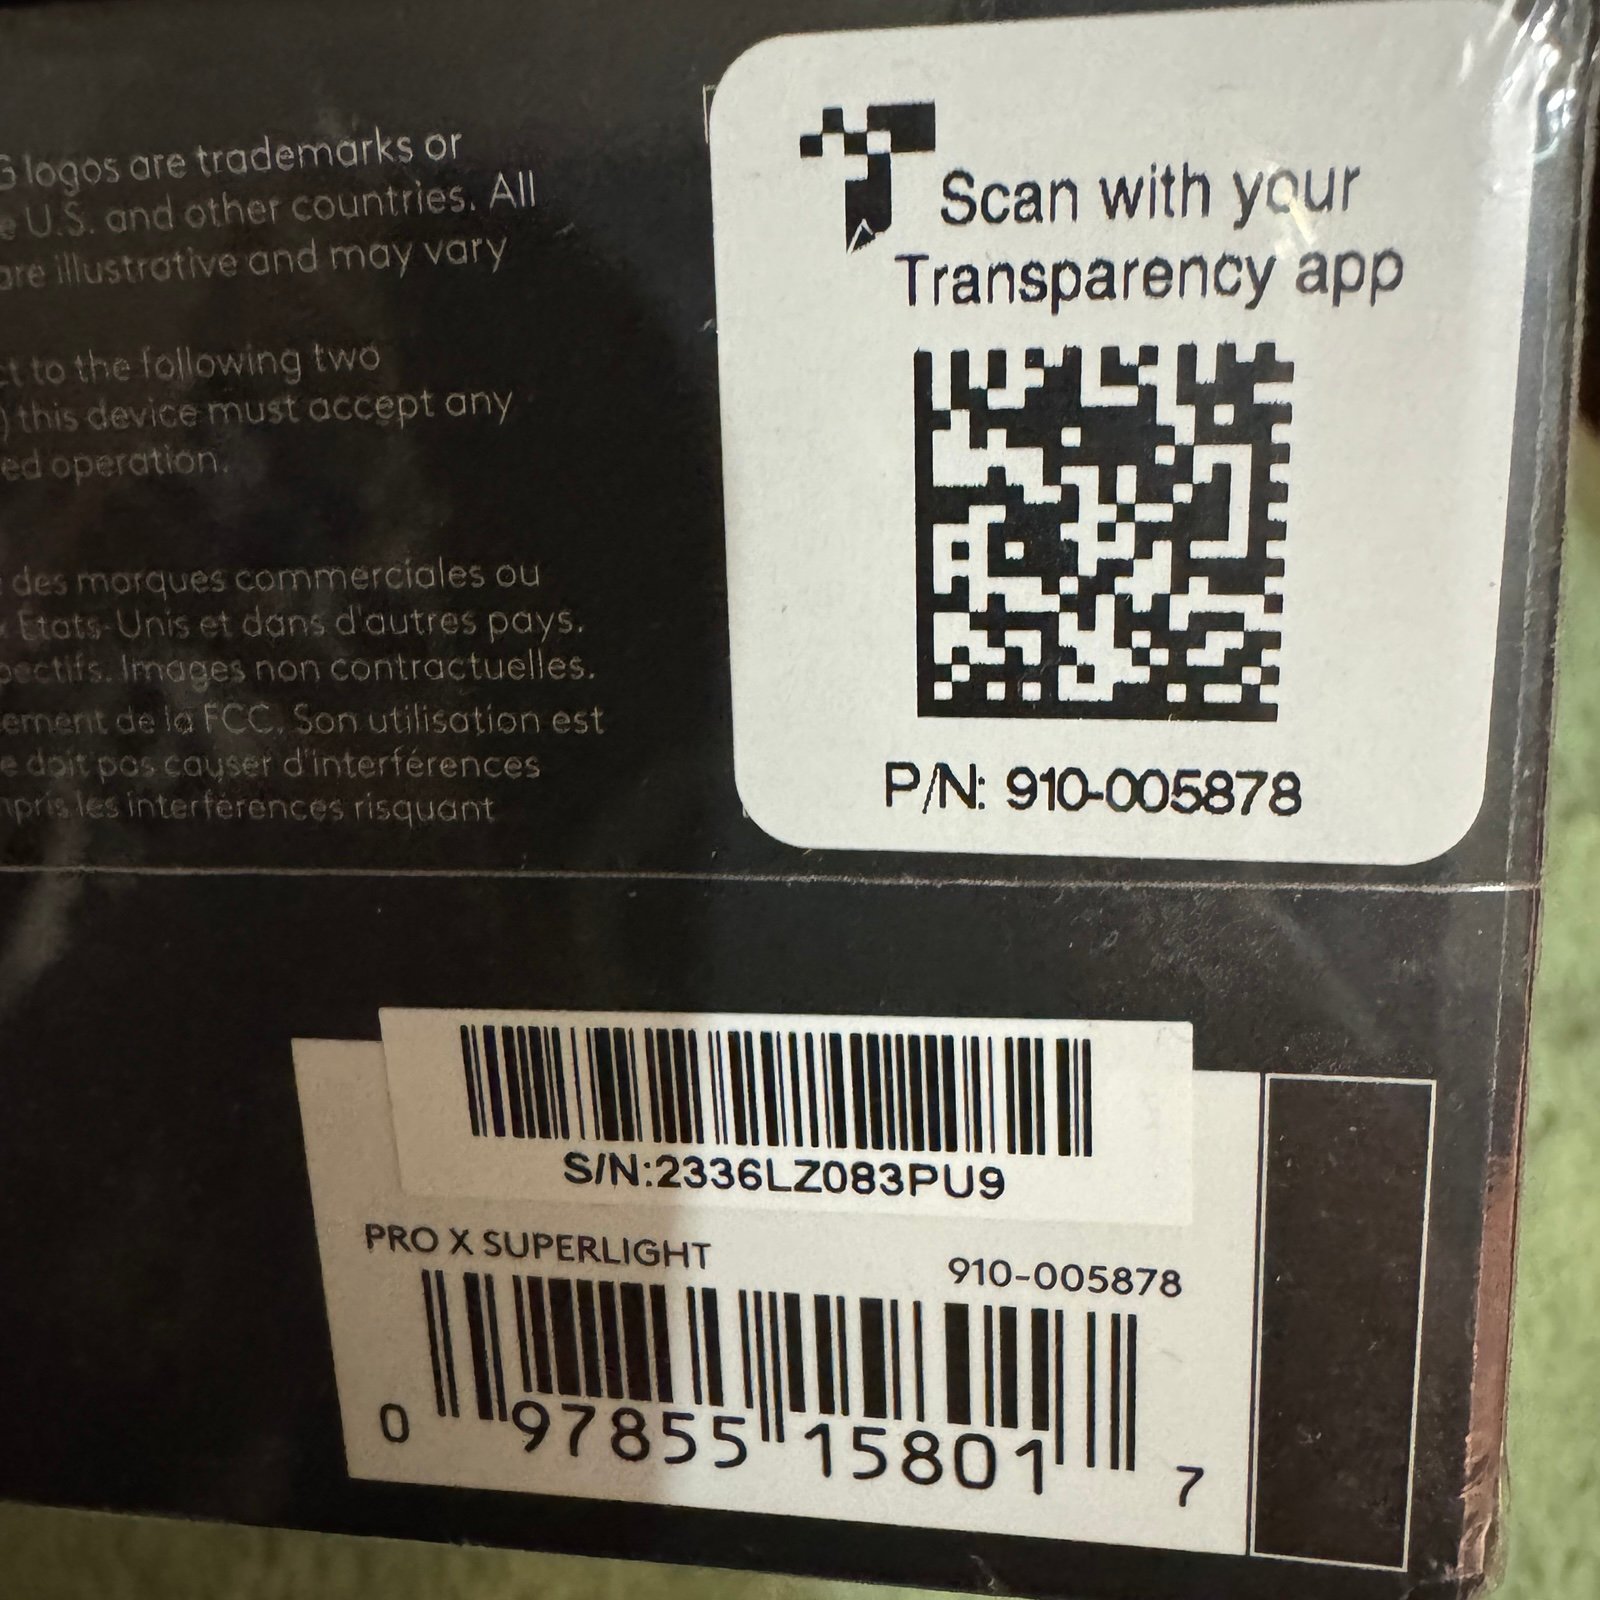 G logos are trademarks or
U.S. and other countries. All
are illustrative and may vary
to the following two
) this device must accept any
operation.
des marques commerciales ou
États-Unis et dans d'autres pays.
Images non contractuelles.
de la FCC. Son utilisation est
doit pas causer d'interférences
les interférences risquant
Scan with your
Transparency app
P/N: 910-005878
S/N:2336LZ083PU9
PRO X SUPERLIGHT
910-005878
0 97855 15801 7